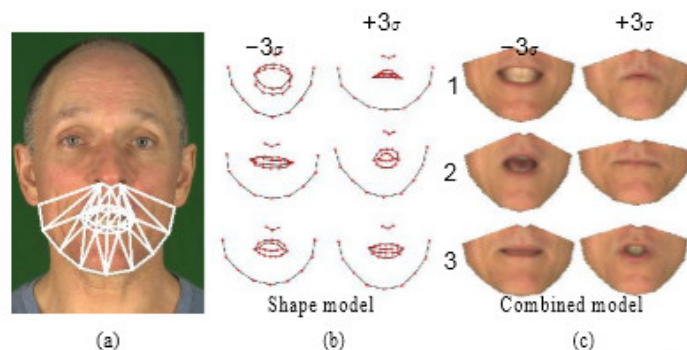 +3σ
+3σ
−3σ
−3σ
1
2
3
Shape model
Combined model
(a)
(b)
(c)